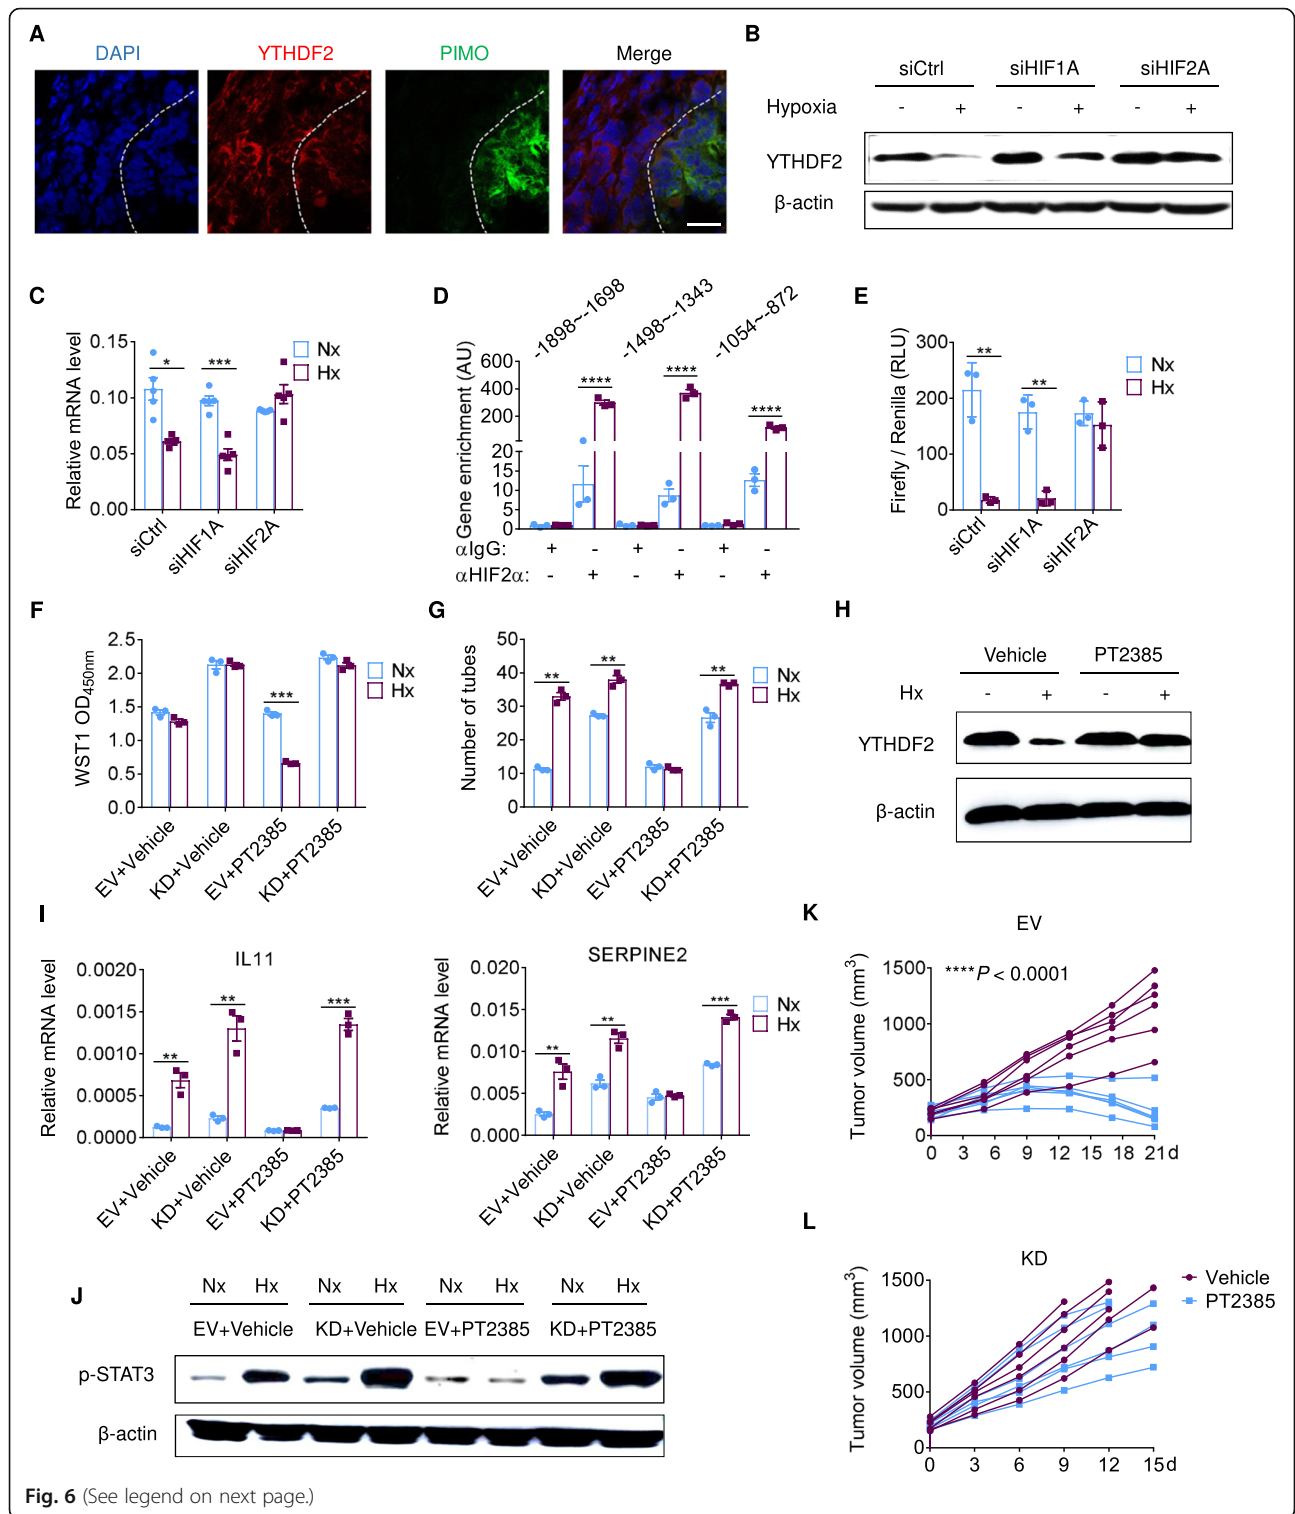 A
DAPI YTHDF2 PIMO Merge
B
siCtrl siHIF1A siHIF2A
Hypoxia - + - + - +
YTHDF2
β-actin
C
Relative mRNA level
0.15
0.10
0.05
0.00
* ***
Nx
Hx
siCtrl siHIF1A siHIF2A
D
-1898~-1698 -1498~-1343 -1054~-872
Gene enrichment (AU)
600
400
200
20
15
10
5
0
**** **** ****
αIgG: + - + - + -
αHIF2α: - + - + - +
E
Firefly / Renilla (RLU)
300
200
100
0
** **
Nx
Hx
siCtrl siHIF1A siHIF2A
F
WST1 OD450nm
2.5
2.0
1.5
1.0
0.5
0.0
***
Nx
Hx
EV+Vehicle KD+Vehicle EV+PT2385 KD+PT2385
G
Number of tubes
50
40
30
20
10
0
** ** **
Nx
Hx
EV+Vehicle KD+Vehicle EV+PT2385 KD+PT2385
H
Vehicle PT2385
Hx - + - +
YTHDF2
β-actin
I
IL11
Relative mRNA level
0.0020
0.0015
0.0010
0.0005
0.0000
** ** ***
EV+Vehicle KD+Vehicle EV+PT2385 KD+PT2385
SERPINE2
Relative mRNA level
0.020
0.015
0.010
0.005
0.000
** ** ***
Nx
Hx
EV+Vehicle KD+Vehicle EV+PT2385 KD+PT2385
J
Nx Hx Nx Hx Nx Hx Nx Hx
EV+Vehicle KD+Vehicle EV+PT2385 KD+PT2385
p-STAT3
β-actin
K
EV
Tumor volume (mm3)
1500
1000
500
0
****P < 0.0001
0 3 6 9 12 15 18 21 d
L
KD
Tumor volume (mm3)
1500
1000
500
0
0 3 6 9 12 15 d
Vehicle
PT2385
Fig. 6 (See legend on next page.)